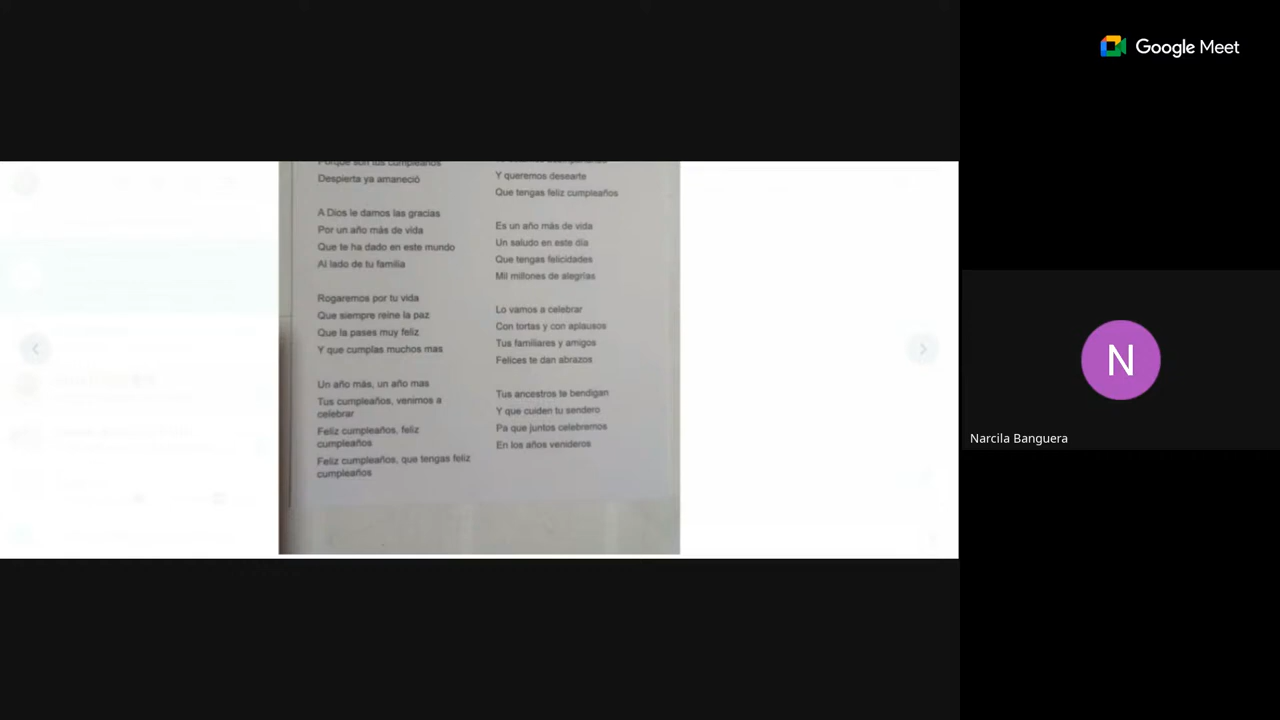 Porque son tus cumpleaños
Despierta ya amaneció
A Dios le damos las gracias
Por un año más de vida
Que te ha dado en este mundo
Al lado de tu familia
Rogaremos por tu vida
Que siempre reine la paz
Que la pases muy feliz
Y que cumplas muchos mas
Un año más, un año mas
Tus cumpleaños, venimos a
celebrar
Feliz cumpleaños, feliz
cumpleaños
Feliz cumpleaños, que tengas feliz
cumpleaños
Y queremos desearte
Que tengas feliz cumpleaños
Es un año más de vida
Un saludo en este día
Que tengas felicidades
Mil millones de alegrías
Lo vamos a celebrar
Con tortas y con aplausos
Tus familiares y amigos
Felices te dan abrazos
Tus ancestros te bendigan
Y que cuiden tu sendero
Pa que juntos celebremos
En los años venideros
Google Meet
N
Narcila Banguera